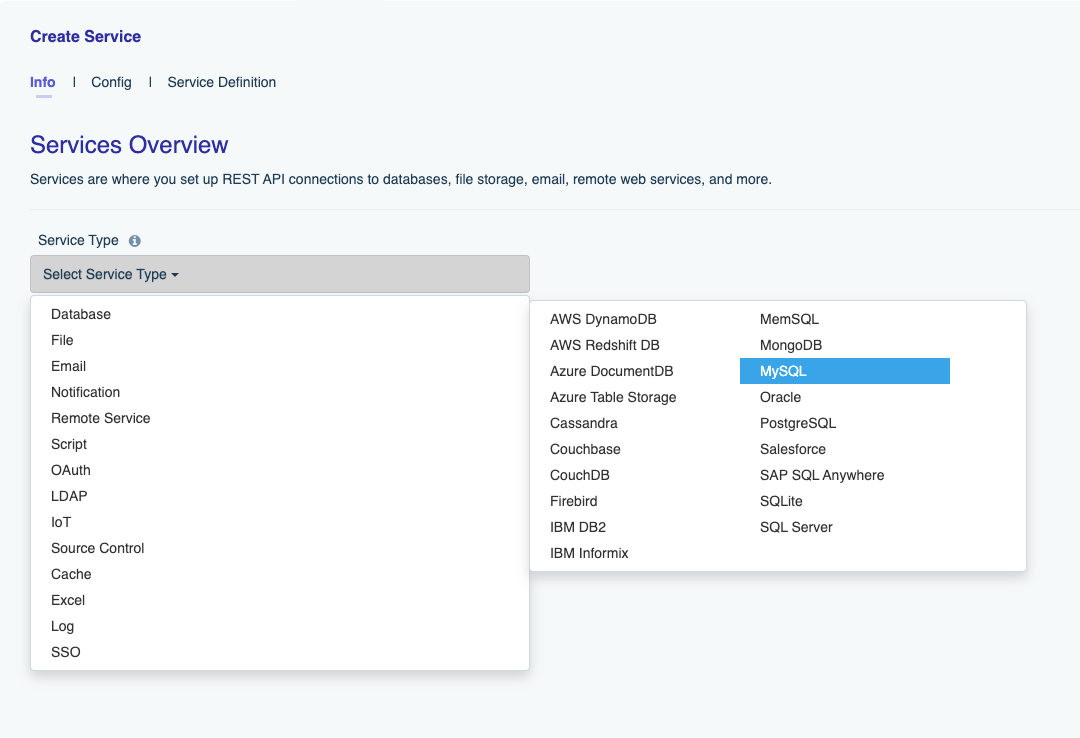 Create Service
Info | Config | Service Definition
Services Overview
Services are where you set up REST API connections to databases, file storage, email, remote web services, and more.
Service Type
Select Service Type
Database
File
Email
Notification
Remote Service
Script
OAuth
LDAP
IoT
Source Control
Cache
Excel
Log
SSO
AWS DynamoDB
AWS Redshift DB
Azure DocumentDB
Azure Table Storage
Cassandra
Couchbase
CouchDB
Firebird
IBM DB2
IBM Informix
MemSQL
MongoDB
MySQL
Oracle
PostgreSQL
Salesforce
SAP SQL Anywhere
SQLite
SQL Server